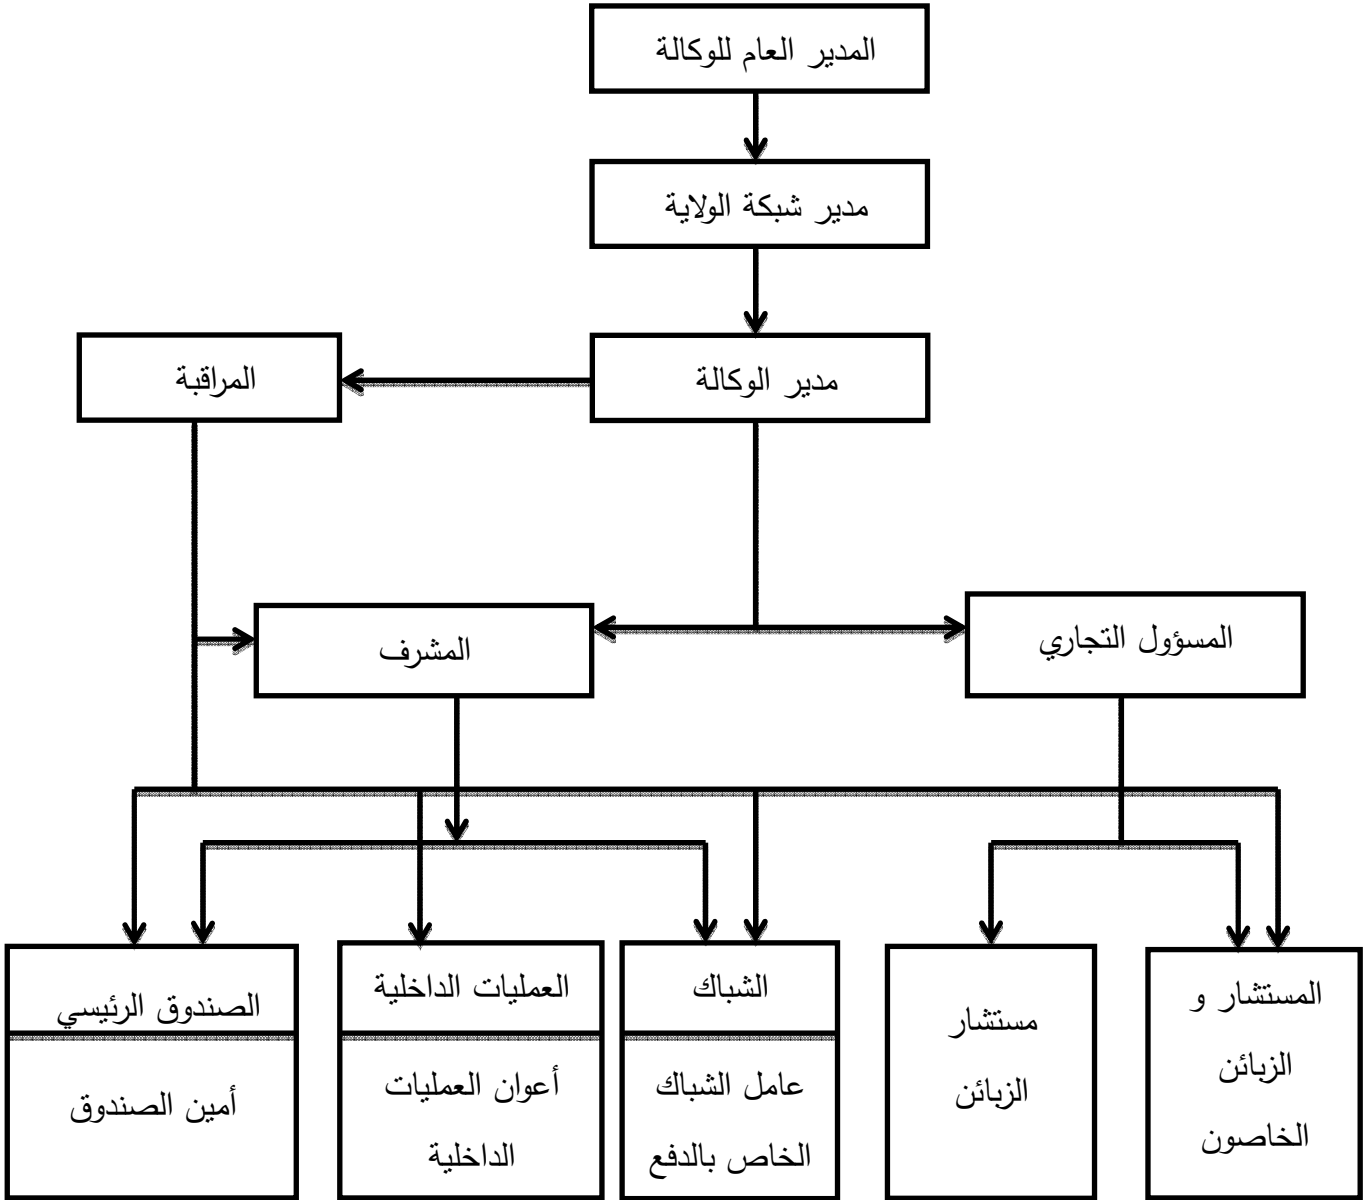 المدير العام للوكالة
مدير شبكة الولاية
مدير الوكالة
المراقبة
المسؤول التجاري
المشرف
المستشار و
الزبائن
الخاصون
مستشار
الزبائن
الشباك
عامل الشباك
الخاص بالدفع
العمليات الداخلية
أعوان العمليات
الداخلية
الصندوق الرئيسي
أمين الصندوق